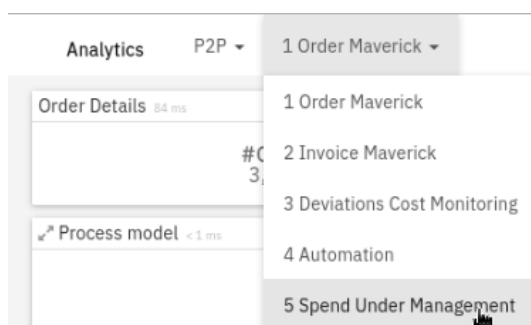 Analytics P2P 1 Order Maverick
Order Details 84 ms
1 Order Maverick
2 Invoice Maverick
3 Deviations Cost Monitoring
Process model <1 ms
4 Automation
5 Spend Under Management